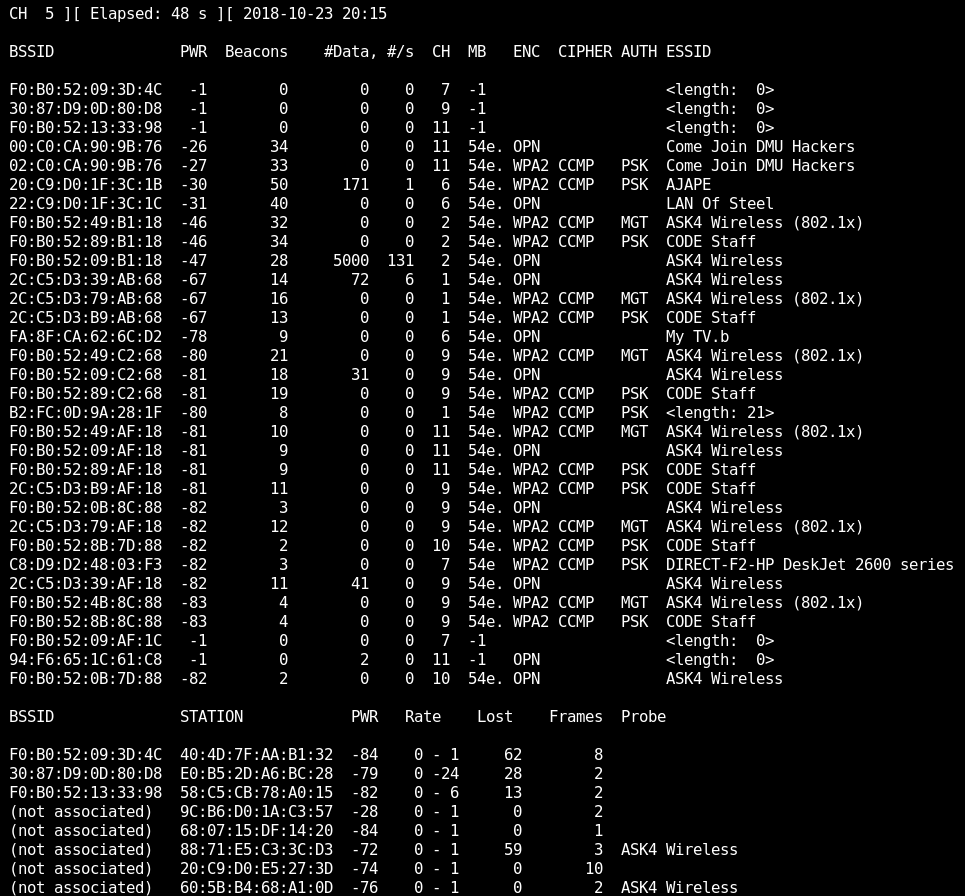 CH  5 ][ Elapsed: 48 s ][ 2018-10-23 20:15
BSSID              PWR  Beacons    #Data, #/s  CH  MB   ENC  CIPHER AUTH ESSID
F0:B0:52:09:3D:4C   -1        0        0    0   7  -1                    <length:  0>
30:87:D9:0D:80:D8   -1        0        0    0   9  -1                    <length:  0>
F0:B0:52:13:33:98   -1        0        0    0  11  -1                    <length:  0>
00:C0:CA:90:9B:76  -26       34        0    0  11  54e. OPN              Come Join DMU Hackers
02:C0:CA:90:9B:76  -27       33        0    0  11  54e. WPA2 CCMP   PSK  Come Join DMU Hackers
20:C9:D0:1F:3C:1B  -30       50      171    1   6  54e. WPA2 CCMP   PSK  AJAPE
22:C9:D0:1F:3C:1C  -31       40        0    0   6  54e. OPN              LAN Of Steel
F0:B0:52:49:B1:18  -46       32        0    0   2  54e. WPA2 CCMP   MGT  ASK4 Wireless (802.1x)
F0:B0:52:89:B1:18  -46       34        0    0   2  54e. WPA2 CCMP   PSK  CODE Staff
F0:B0:52:09:B1:18  -47       28     5000  131   2  54e. OPN              ASK4 Wireless
2C:C5:D3:39:AB:68  -67       14       72    6   1  54e. OPN              ASK4 Wireless
2C:C5:D3:79:AB:68  -67       16        0    0   1  54e. WPA2 CCMP   MGT  ASK4 Wireless (802.1x)
2C:C5:D3:B9:AB:68  -67       13        0    0   1  54e. WPA2 CCMP   PSK  CODE Staff
FA:8F:CA:62:6C:D2  -78        9        0    0   6  54e. OPN              My TV.b
F0:B0:52:49:C2:68  -80       21        0    0   9  54e. WPA2 CCMP   MGT  ASK4 Wireless (802.1x)
F0:B0:52:09:C2:68  -81       18       31    0   9  54e. OPN              ASK4 Wireless
F0:B0:52:89:C2:68  -81       19        0    0   9  54e. WPA2 CCMP   PSK  CODE Staff
B2:FC:0D:9A:28:1F  -80        8        0    0   1  54e  WPA2 CCMP   PSK  <length: 21>
F0:B0:52:49:AF:18  -81       10        0    0  11  54e. WPA2 CCMP   MGT  ASK4 Wireless (802.1x)
F0:B0:52:09:AF:18  -81        9        0    0  11  54e. OPN              ASK4 Wireless
F0:B0:52:89:AF:18  -81        9        0    0  11  54e. WPA2 CCMP   PSK  CODE Staff
2C:C5:D3:B9:AF:18  -81       11        0    0   9  54e. WPA2 CCMP   PSK  CODE Staff
F0:B0:52:0B:8C:88  -82        3        0    0   9  54e. OPN              ASK4 Wireless
2C:C5:D3:79:AF:18  -82       12        0    0   9  54e. WPA2 CCMP   MGT  ASK4 Wireless (802.1x)
F0:B0:52:8B:7D:88  -82        2        0    0  10  54e. WPA2 CCMP   PSK  CODE Staff
C8:D9:D2:48:03:F3  -82        3        0    0   7  54e  WPA2 CCMP   PSK  DIRECT-F2-HP DeskJet 2600 series
2C:C5:D3:39:AF:18  -82       11       41    0   9  54e. OPN              ASK4 Wireless
F0:B0:52:4B:8C:88  -83        4        0    0   9  54e. WPA2 CCMP   MGT  ASK4 Wireless (802.1x)
F0:B0:52:8B:8C:88  -83        4        0    0   9  54e. WPA2 CCMP   PSK  CODE Staff
F0:B0:52:09:AF:1C   -1        0        0    0   7  -1                    <length:  0>
94:F6:65:1C:61:C8   -1        0        2    0  11  -1   OPN              <length:  0>
F0:B0:52:0B:7D:88  -82        2        0    0  10  54e. OPN              ASK4 Wireless
BSSID              STATION            PWR   Rate    Lost    Frames  Probe
F0:B0:52:09:3D:4C  40:4D:7F:AA:B1:32  -84    0 - 1     62        8
30:87:D9:0D:80:D8  E0:B5:2D:A6:BC:28  -79    0 -24     28        2
F0:B0:52:13:33:98  58:C5:CB:78:A0:15  -82    0 - 6     13        2
(not associated)   9C:B6:D0:1A:C3:57  -28    0 - 1      0        2
(not associated)   68:07:15:DF:14:20  -84    0 - 1      0        1
(not associated)   88:71:E5:C3:3C:D3  -72    0 - 1     59        3  ASK4 Wireless
(not associated)   20:C9:D0:E5:27:3D  -74    0 - 1      0       10
(not associated)   60:5B:B4:68:A1:0D  -76    0 - 1      0        2  ASK4 Wireless